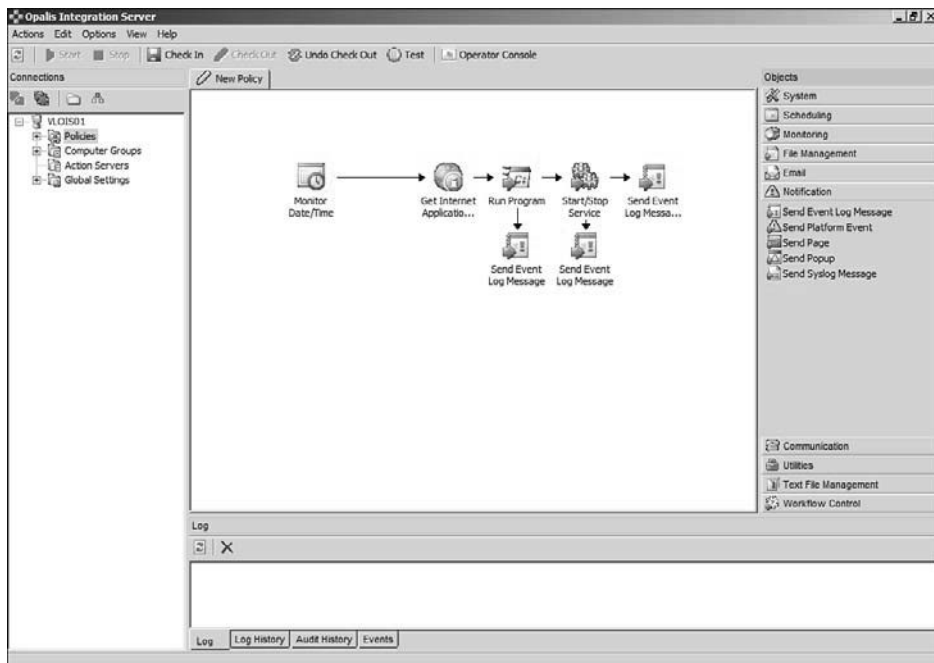 Opalis Integration Server
Actions Edit Options View Help
Start Stop Check In Check Out Undo Check Out Test Operator Console
Connections
VLOIS01
Policies
Computer Groups
Action Servers
Global Settings
New Policy
Monitor
Date/Time
Get Internet
Applicatio...
Run Program
Start/Stop
Service
Send Event
Log Messa...
Send Event
Log Message
Send Event
Log Message
Objects
System
Scheduling
Monitoring
File Management
Email
Notification
Send Event Log Message
Send Platform Event
Send Page
Send Popup
Send Syslog Message
Communication
Utilities
Text File Management
Workflow Control
Log
Log Log History Audit History Events